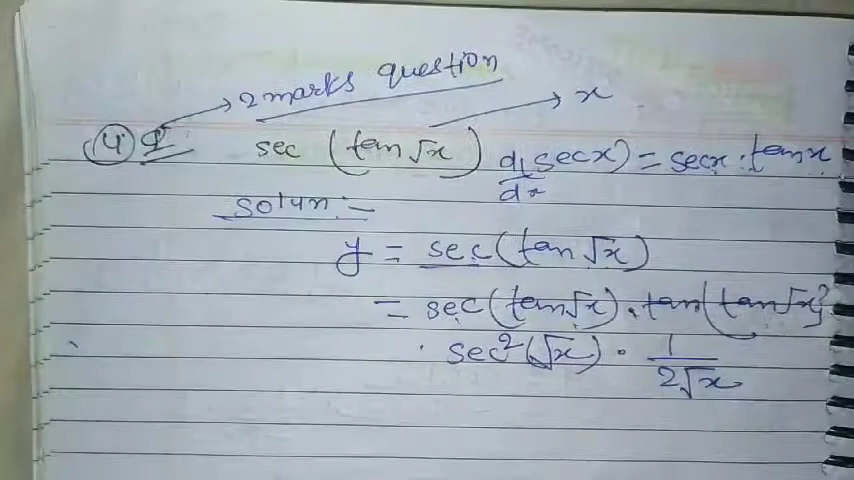 → 2 marks question
→ x
(4) Q sec (tan √x) d/dx (sec x) = sec x · tan x
Solun :-
y = sec (tan √x)
= sec (tan √x) · tan (tan √x}
· sec² (√x) · 1/2√x